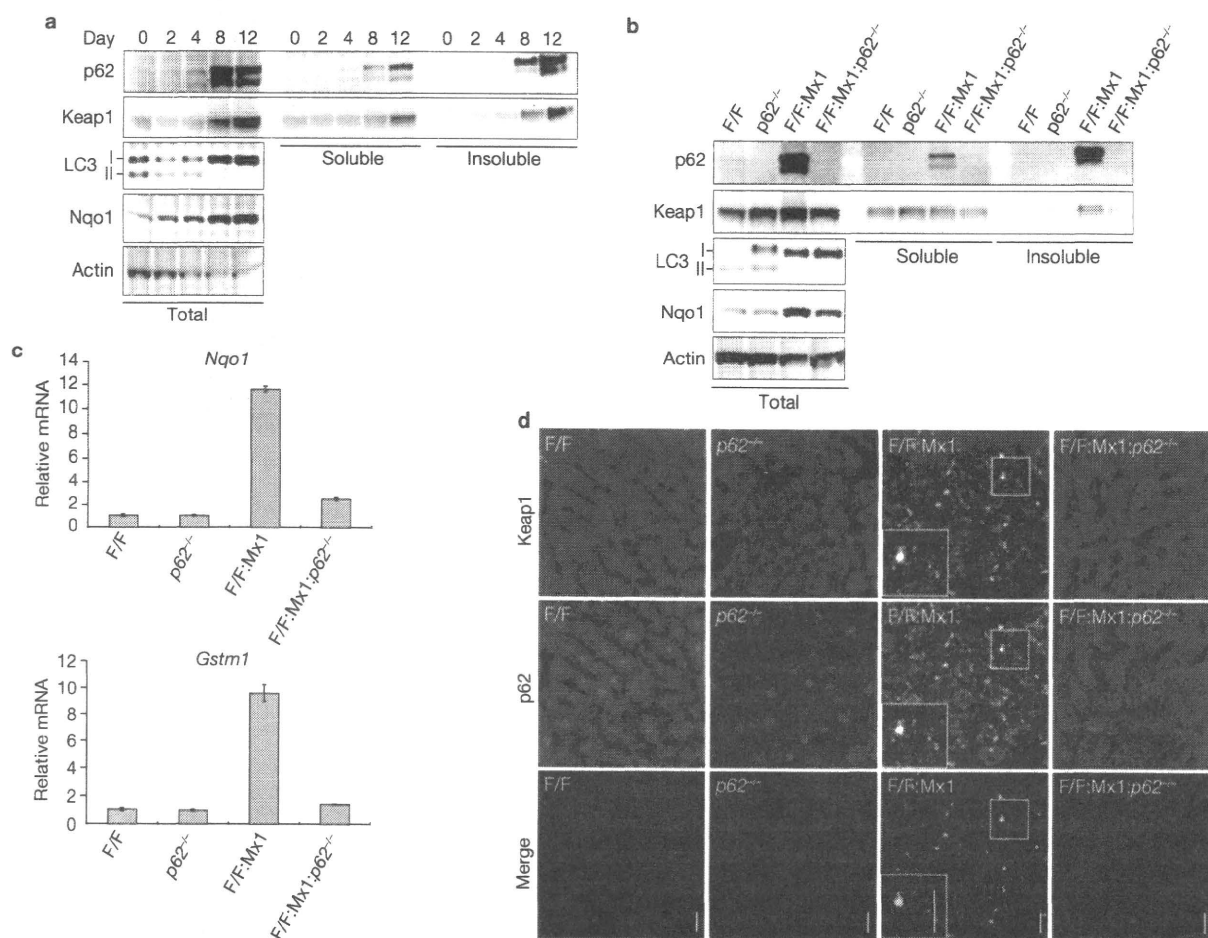 a
Day 0 2 4 8 12 0 2 4 8 12 0 2 4 8 12
p62
Keap1
Soluble Insoluble
LC3 I
II
Nqo1
Actin
Total
b
F/F p62-/- F/F:Mx1 F/F:Mx1:p62-/- F/F p62-/- F/F:Mx1 F/F:Mx1:p62-/- F/F p62-/- F/F:Mx1 F/F:Mx1:p62-/-
p62
Keap1
Soluble Insoluble
LC3 I
II
Nqo1
Actin
Total
c
Nqo1
Relative mRNA
14
12
10
8
6
4
2
0
F/F p62-/- F/F:Mx1 F/F:Mx1:p62-/-
Gstm1
Relative mRNA
12
10
8
6
4
2
0
F/F p62-/- F/F:Mx1 F/F:Mx1:p62-/-
d
Keap1
F/F p62-/- F/F:Mx1 F/F:Mx1:p62-/-
p62
F/F p62-/- F/F:Mx1 F/F:Mx1:p62-/-
Merge
F/F p62-/- F/F:Mx1 F/F:Mx1:p62-/-